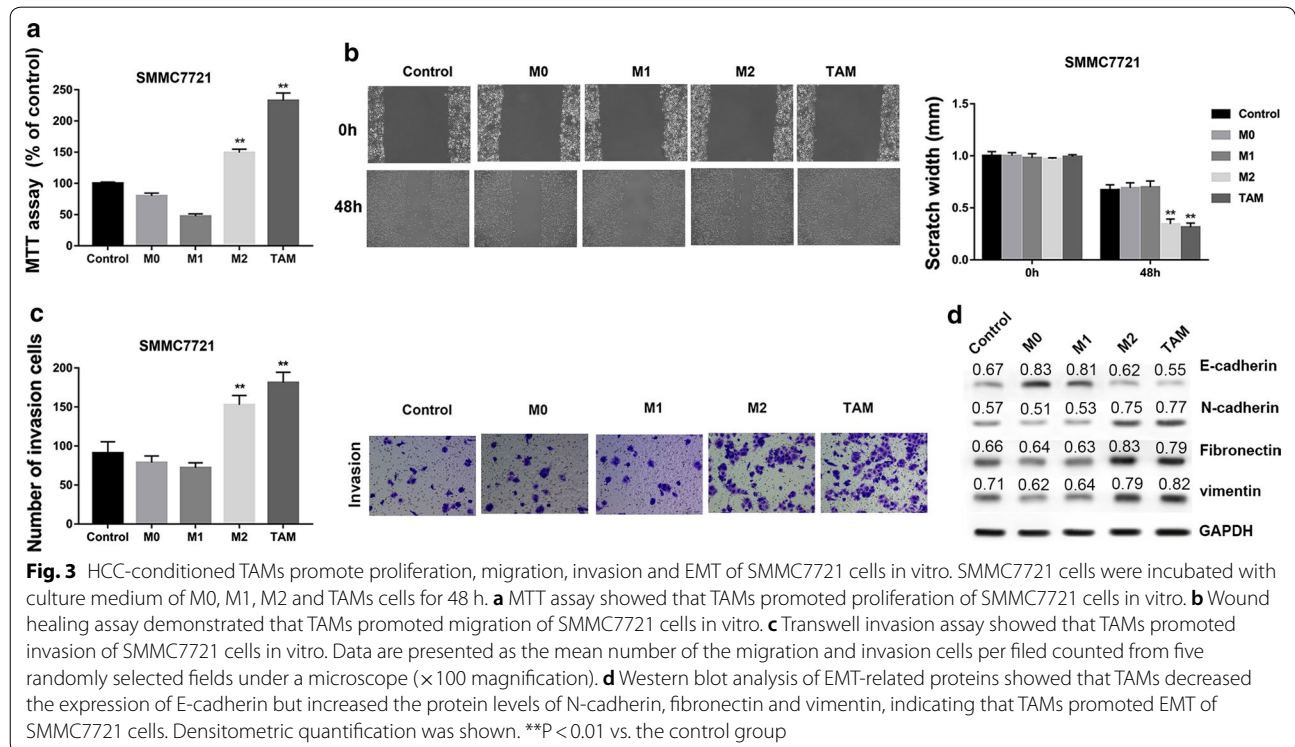 a
SMMC7721
MTT assay (% of control)
250
200
150
100
50
0
**
**
Control M0 M1 M2 TAM
b
Control M0 M1 M2 TAM
0h
48h
SMMC7721
Scratch width (mm)
1.5
1.0
0.5
0.0
** **
0h 48h
Control
M0
M1
M2
TAM
c
SMMC7721
Number of invasion cells
200
150
100
50
0
**
**
Control M0 M1 M2 TAM
Control M0 M1 M2 TAM
Invasion
d
Control M0 M1 M2 TAM
0.67 0.83 0.81 0.62 0.55 E-cadherin
0.57 0.51 0.53 0.75 0.77 N-cadherin
0.66 0.64 0.63 0.83 0.79 Fibronectin
0.71 0.62 0.64 0.79 0.82 vimentin
GAPDH
Fig. 3 HCC-conditioned TAMs promote proliferation, migration, invasion and EMT of SMMC7721 cells in vitro. SMMC7721 cells were incubated with
culture medium of M0, M1, M2 and TAMs cells for 48 h. a MTT assay showed that TAMs promoted proliferation of SMMC7721 cells in vitro. b Wound
healing assay demonstrated that TAMs promoted migration of SMMC7721 cells in vitro. c Transwell invasion assay showed that TAMs promoted
invasion of SMMC7721 cells in vitro. Data are presented as the mean number of the migration and invasion cells per filed counted from five
randomly selected fields under a microscope (×100 magnification). d Western blot analysis of EMT-related proteins showed that TAMs decreased
the expression of E-cadherin but increased the protein levels of N-cadherin, fibronectin and vimentin, indicating that TAMs promoted EMT of
SMMC7721 cells. Densitometric quantification was shown. **P < 0.01 vs. the control group